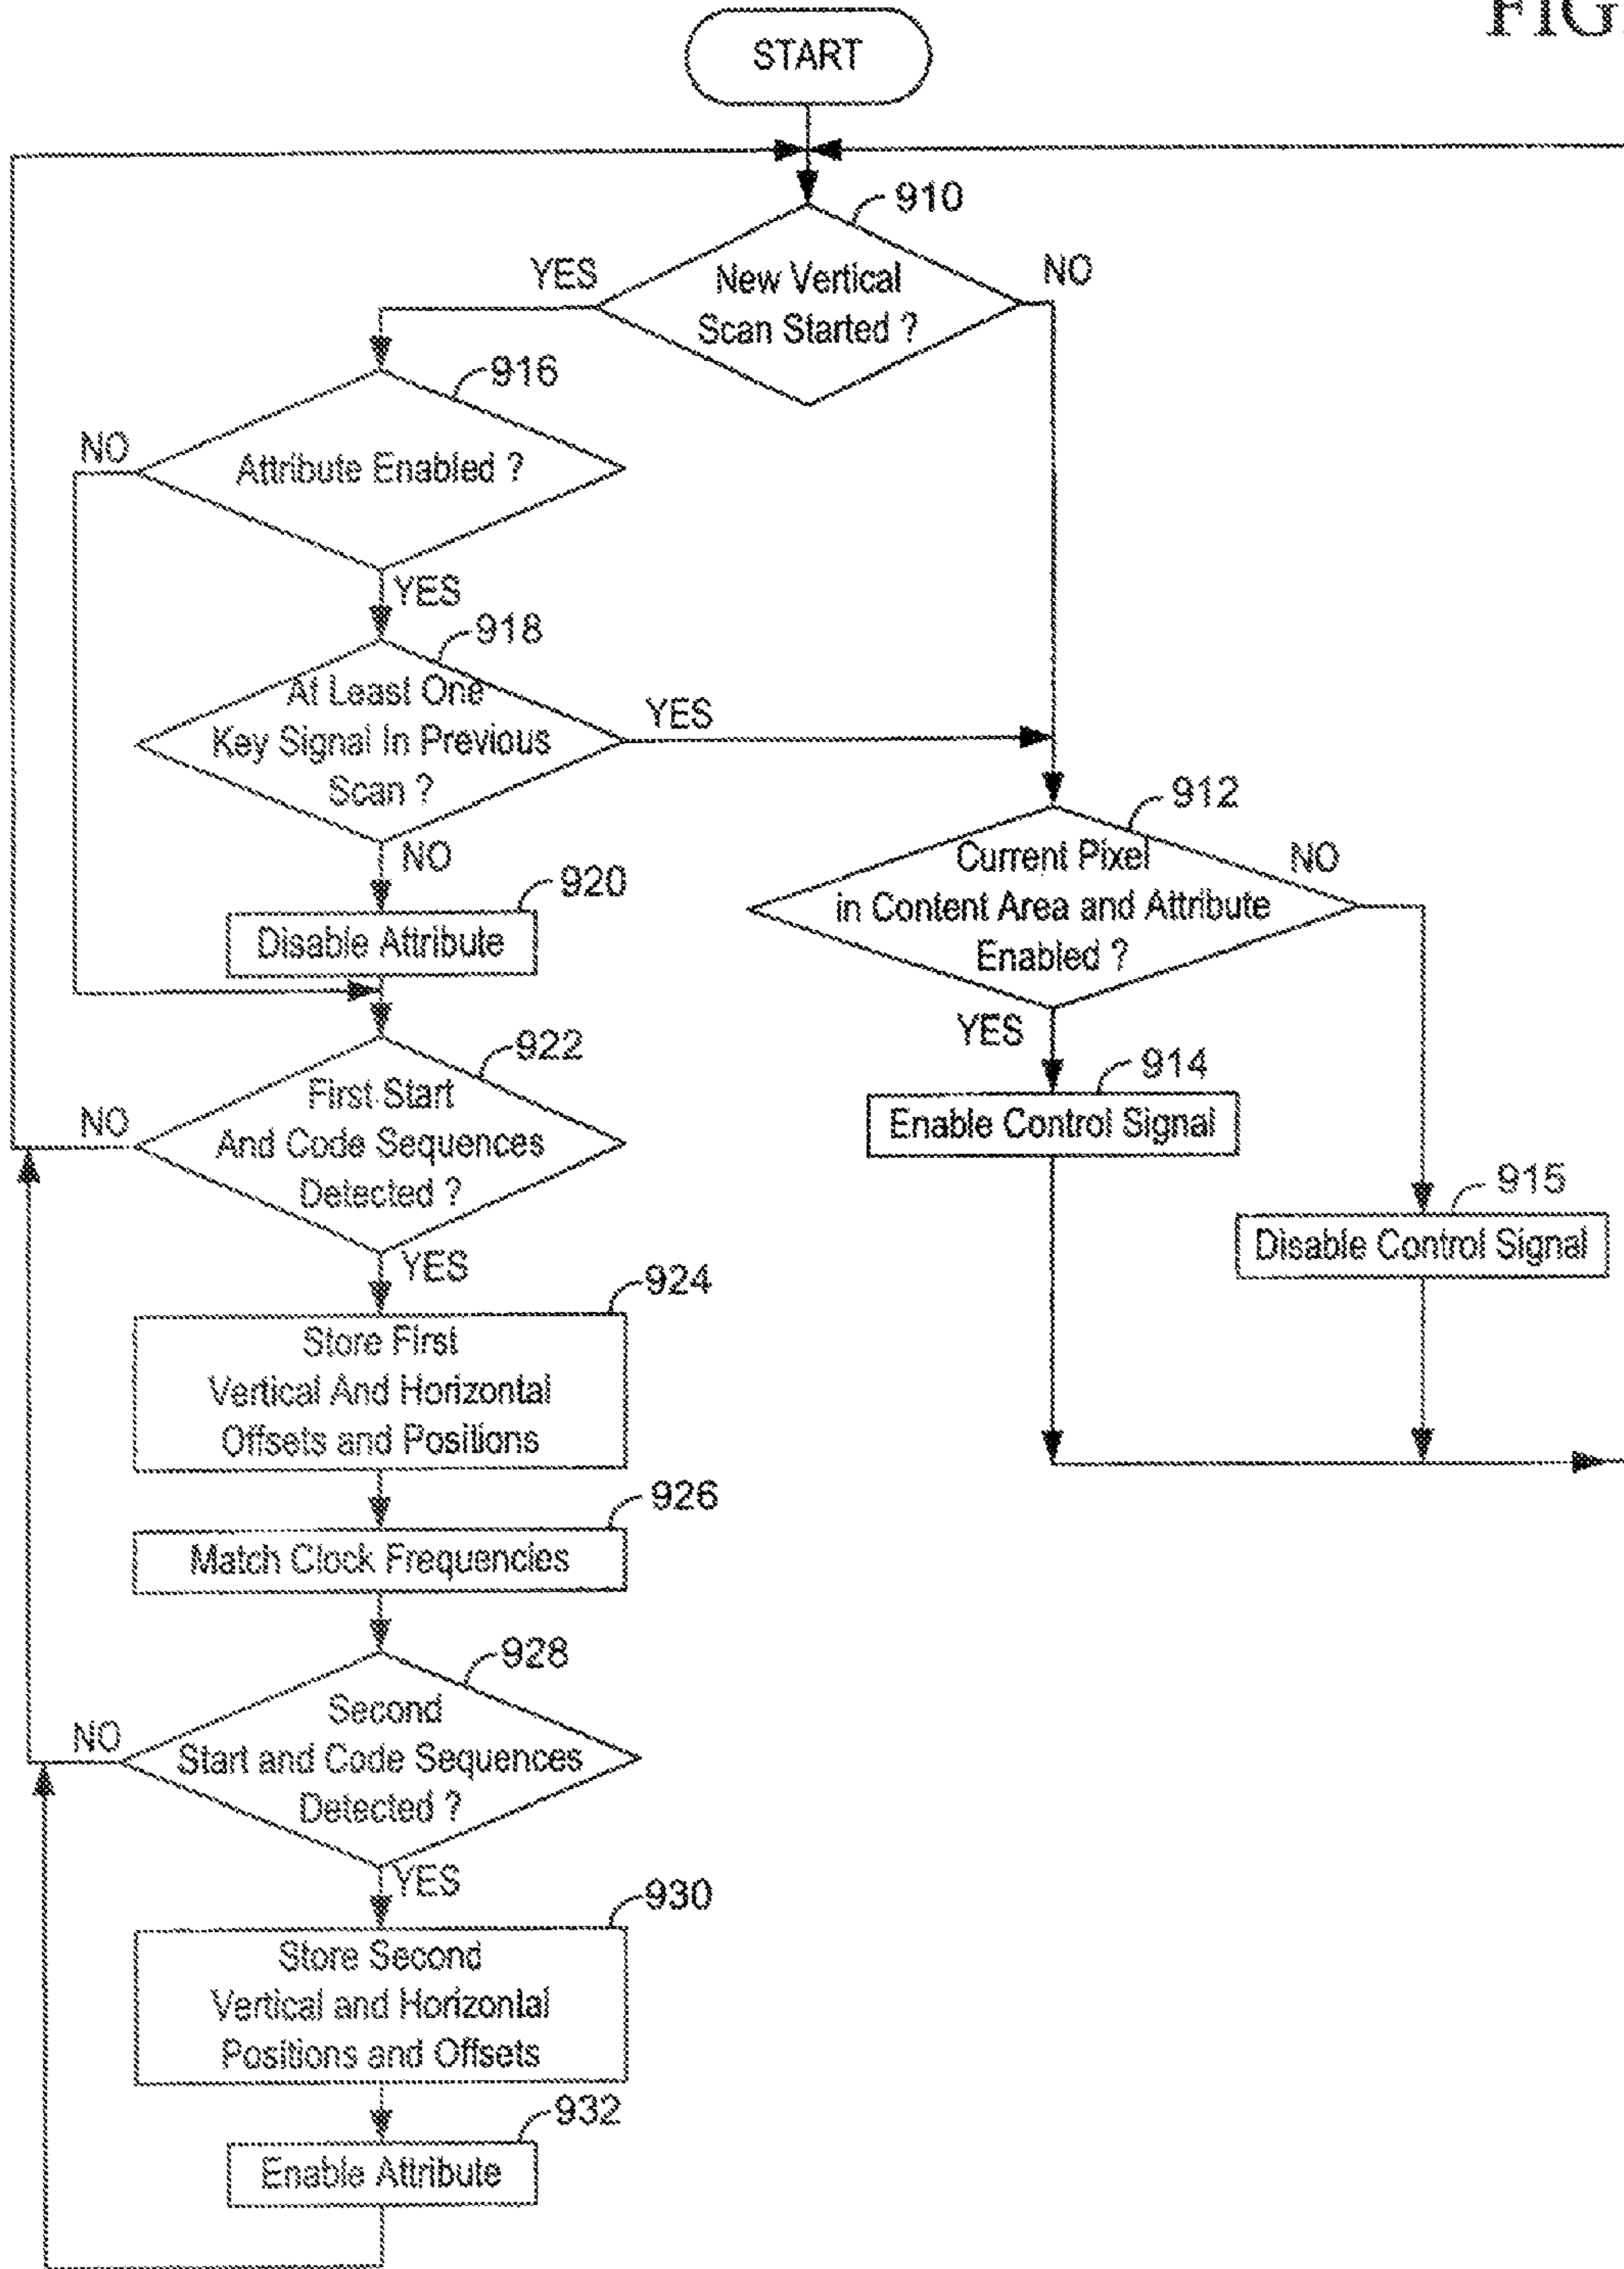 FIG.
START
910
YES
New Vertical
Scan Started ?
NO
916
NO
Attribute Enabled ?
YES
918
At Least One
Key Signal In Previous
Scan ?
YES
NO
920
Disable Attribute
912
Current Pixel
in Content Area and Attribute
Enabled ?
NO
YES
914
Enable Control Signal
915
Disable Control Signal
922
First Start
And Code Sequences
Detected ?
NO
YES
924
Store First
Vertical And Horizontal
Offsets and Positions
926
Match Clock Frequencies
928
Second
Start and Code Sequences
Detected ?
NO
YES
930
Store Second
Vertical and Horizontal
Positions and Offsets
932
Enable Attribute